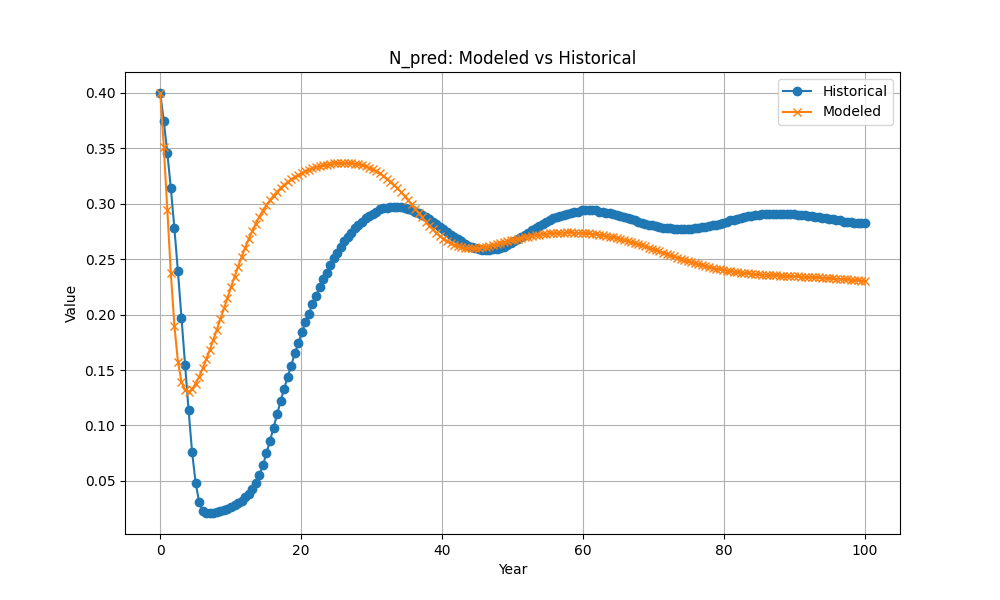 N_pred: Modeled vs Historical
Historical
Modeled
0.40
0.35
0.30
0.25
0.20
0.15
0.10
0.05
Value
0 20 40 60 80 100
Year